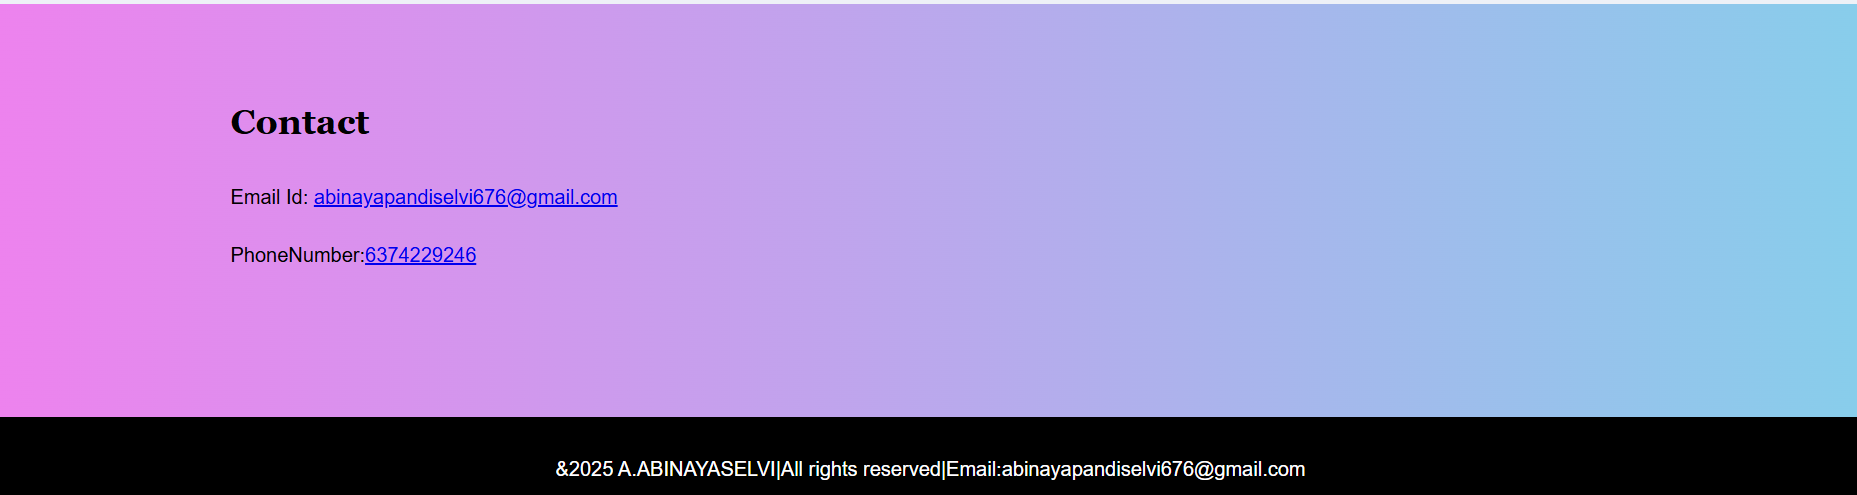 Contact
Email Id: abinayapandiselvi676@gmail.com
PhoneNumber:6374229246
&2025 A.ABINAYASELVI|All rights reserved|Email:abinayapandiselvi676@gmail.com